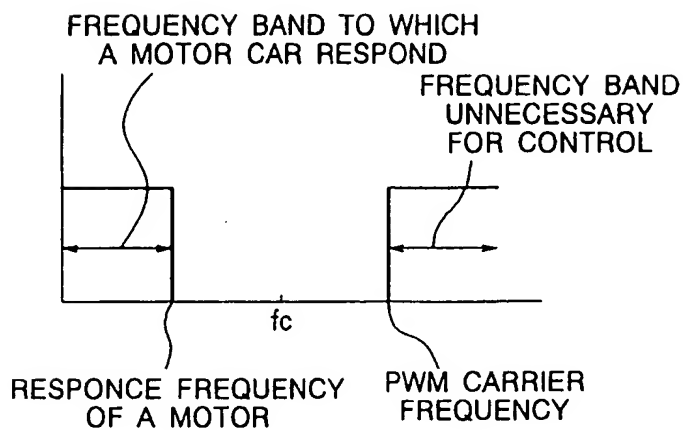 FREQUENCY BAND TO WHICH
A MOTOR CAR RESPOND
FREQUENCY BAND
UNNECESSARY
FOR CONTROL
fc
RESPONCE FREQUENCY
OF A MOTOR
PWM CARRIER
FREQUENCY